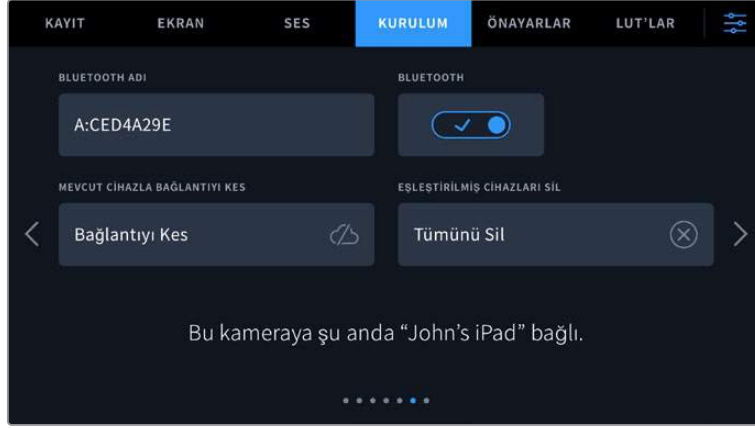 KAYIT EKRAN SES KURULUM ÖNAYARLAR LUT'LAR
BLUETOOTH ADI BLUETOOTH
A:CED4A29E
MEVCUT CİHAZLA BAĞLANTIYI KES EŞLEŞTİRİLMİŞ CİHAZLARI SİL
Bağlantıyı Kes Tümünü Sil
Bu kameraya şu anda “John’s iPad” bağlı.